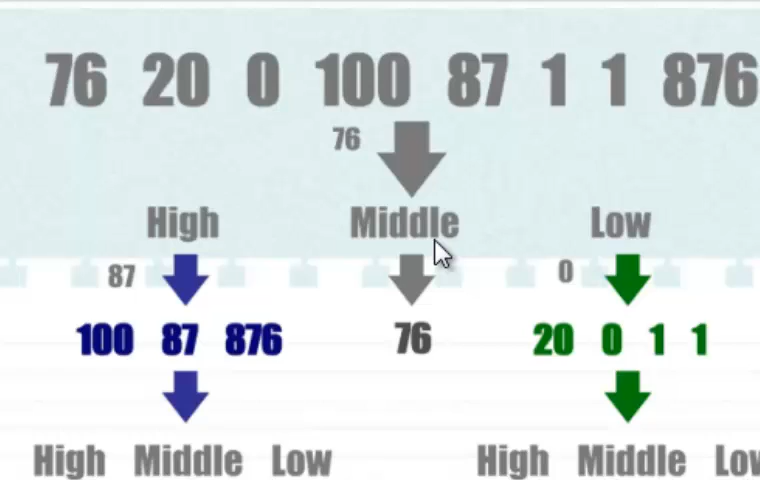 76 20 0 100 87 1 1 876
76
High Middle Low
87 0
100 87 876 76 20 0 1 1
High Middle Low High Middle